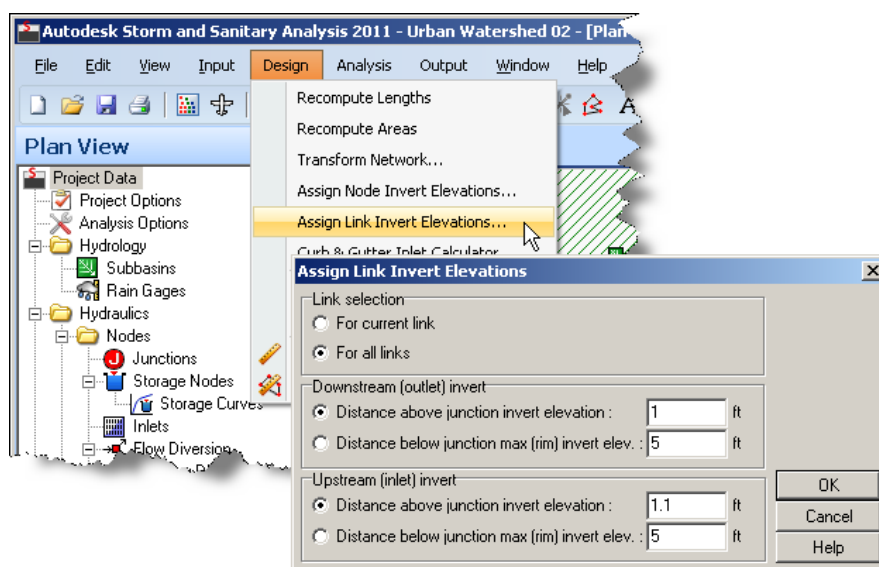 Autodesk Storm and Sanitary Analysis 2011 - Urban Watershed 02 - [Plan
File Edit View Input Design Analysis Output Window Help
Plan View
Recompute Lengths
Recompute Areas
Transform Network...
Assign Node Invert Elevations...
Assign Link Invert Elevations...
Curb & Gutter Inlet Calculator
Project Data
Project Options
Analysis Options
Hydrology
Subbasins
Rain Gages
Hydraulics
Nodes
Junctions
Storage Nodes
Storage Curves
Inlets
Flow Diversion
Assign Link Invert Elevations
Link selection
For current link
For all links
Downstream (outlet) invert
Distance above junction invert elevation : 1 ft
Distance below junction max (rim) invert elev. : 5 ft
Upstream (inlet) invert
Distance above junction invert elevation : 1.1 ft
Distance below junction max (rim) invert elev. : 5 ft
OK
Cancel
Help